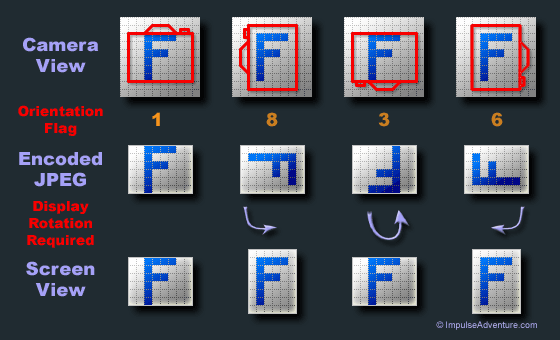 Camera
View
Orientation
Flag
1 8 3 6
Encoded
JPEG
Display
Rotation
Required
Screen
View
© ImpulseAdventure.com